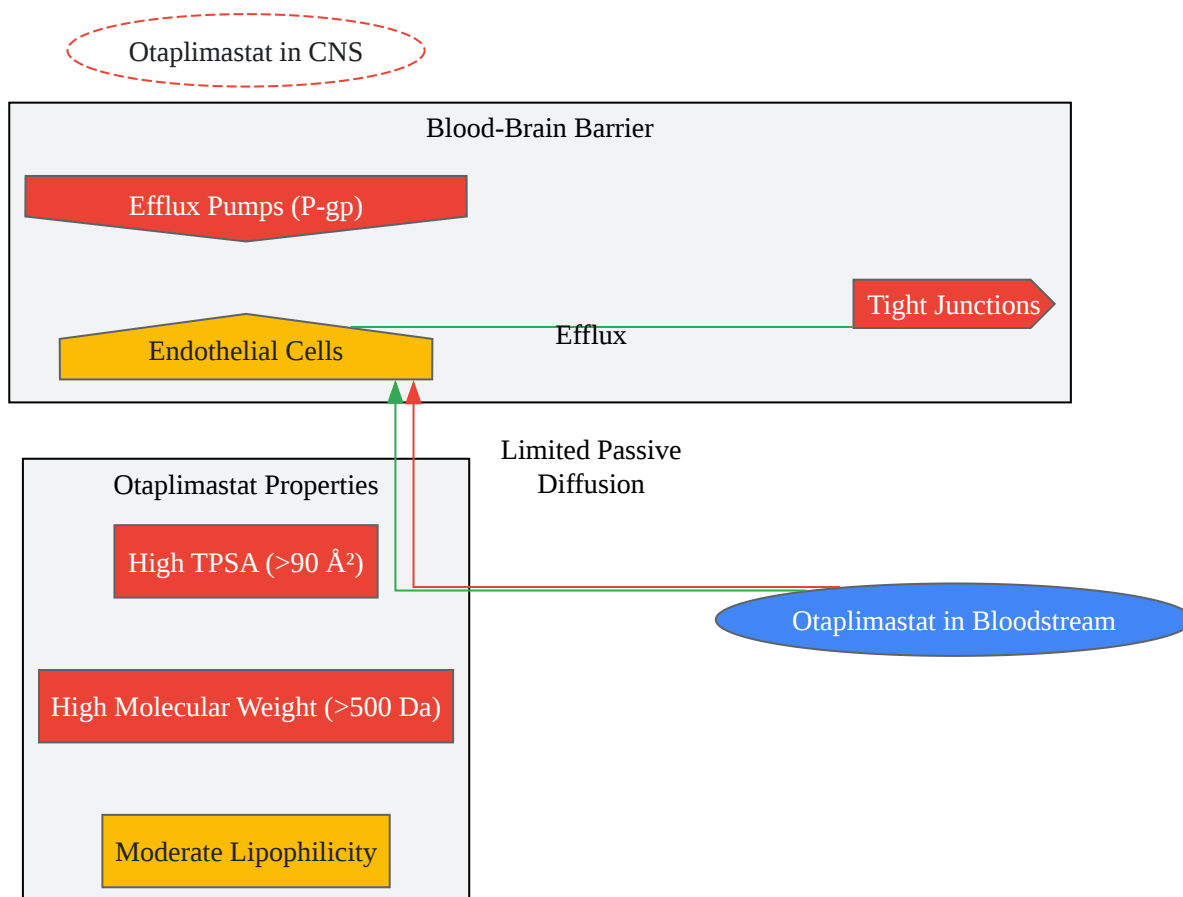 Otaplimastat in CNS
Blood-Brain Barrier
Efflux Pumps (P-gp)
Tight Junctions
Efflux
Endothelial Cells
Limited Passive
Diffusion
Otaplimastat Properties
High TPSA (>90 Å²)
Otaplimastat in Bloodstream
High Molecular Weight (>500 Da)
Moderate Lipophilicity